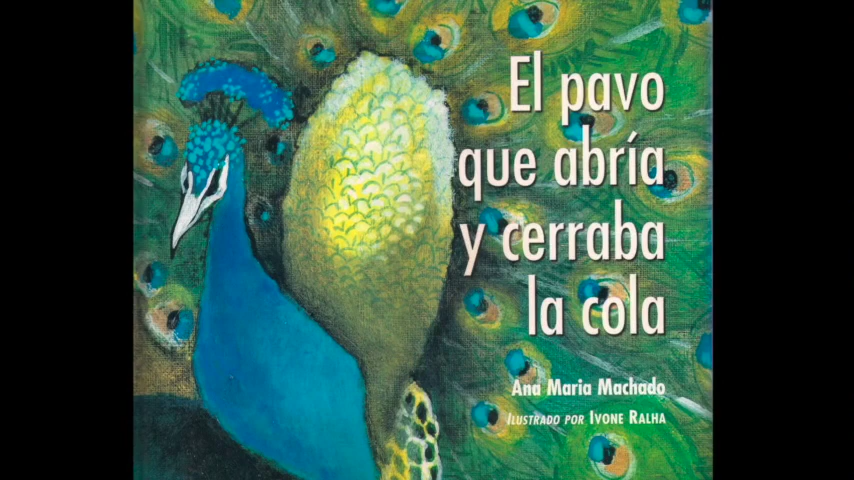 El pavo
que abría
y cerraba
la cola
Ana Maria Machado
Ilustrado por Ivone Ralha